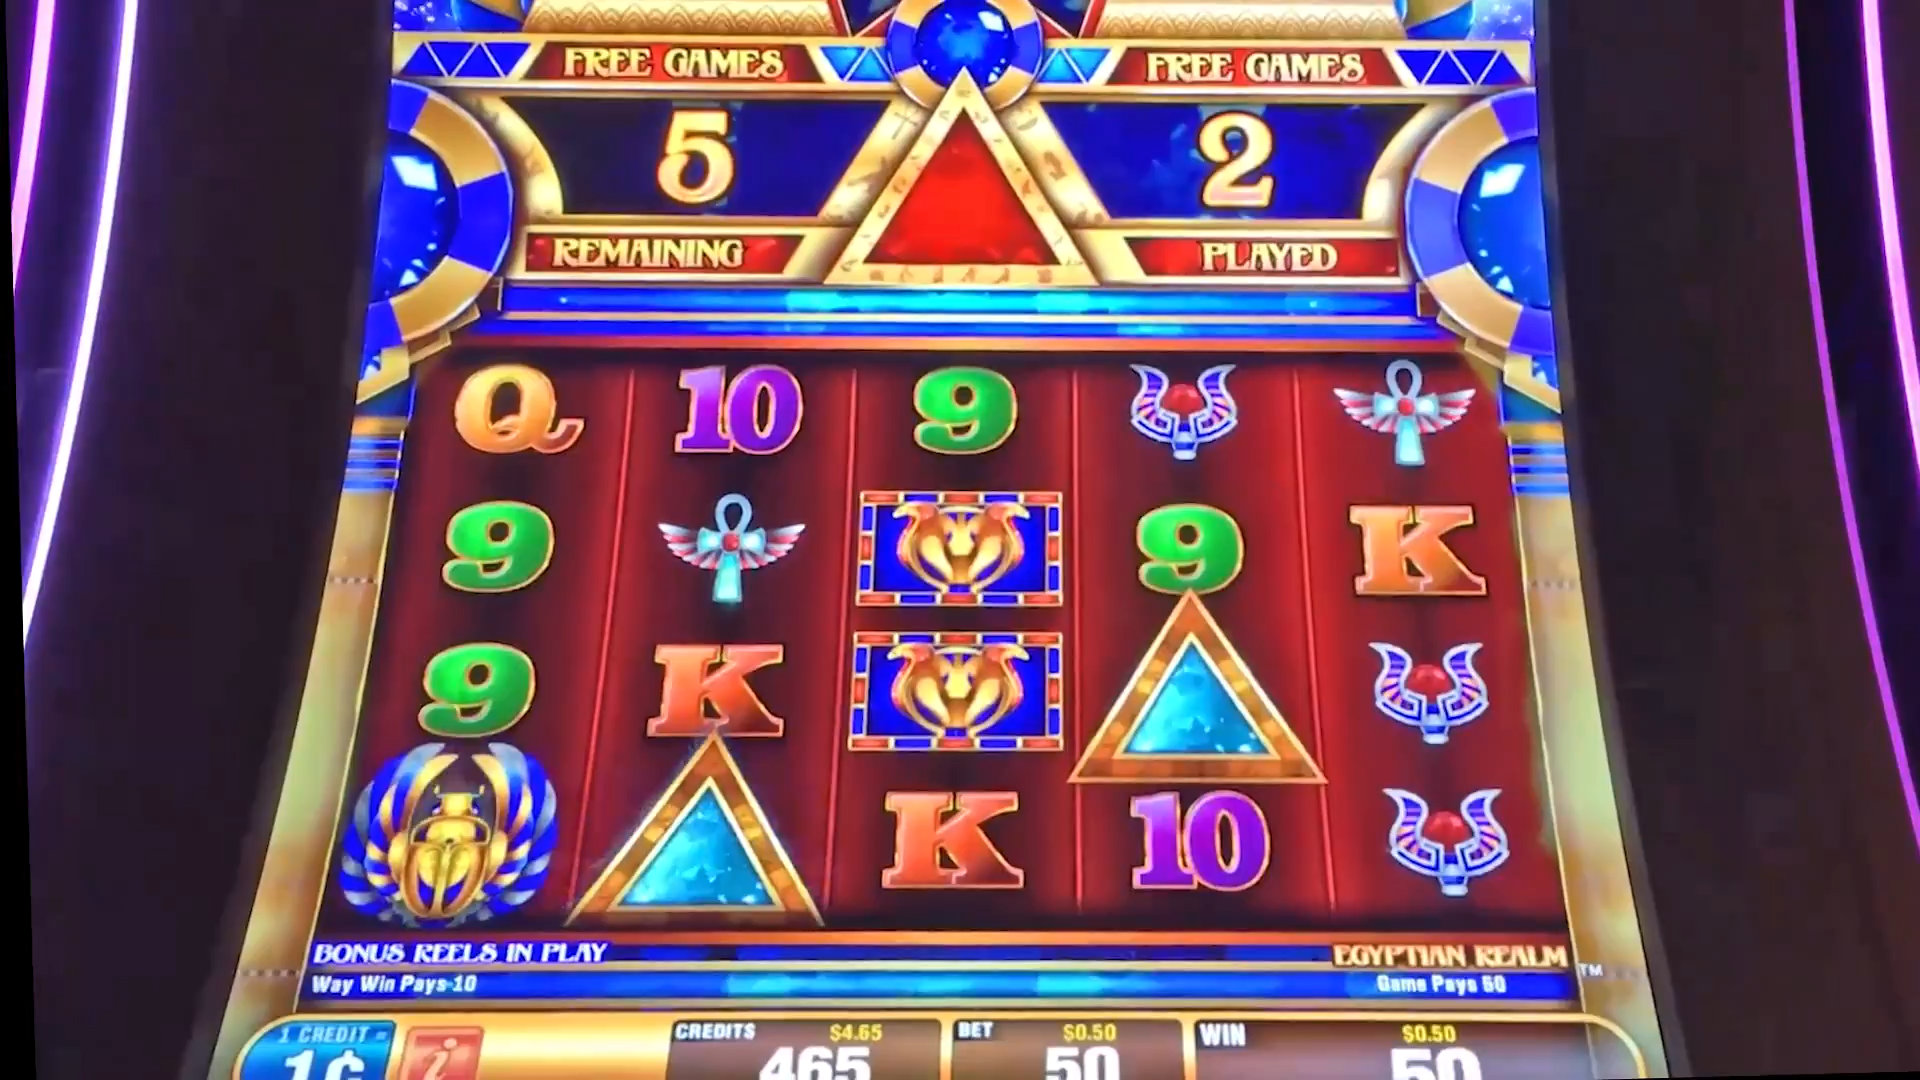 FREE GAMES
FREE GAMES
5
2
REMAINING
PLAYED
Q 10 9
9 9 K
9 K
K 10
BONUS REELS IN PLAY
EGYPTIAN REALM™
Way Win Pays 10
Game Pays 50
1 CREDIT =
1¢
i
CREDITS $4.65
465
BET $0.50
50
WIN $0.50
50